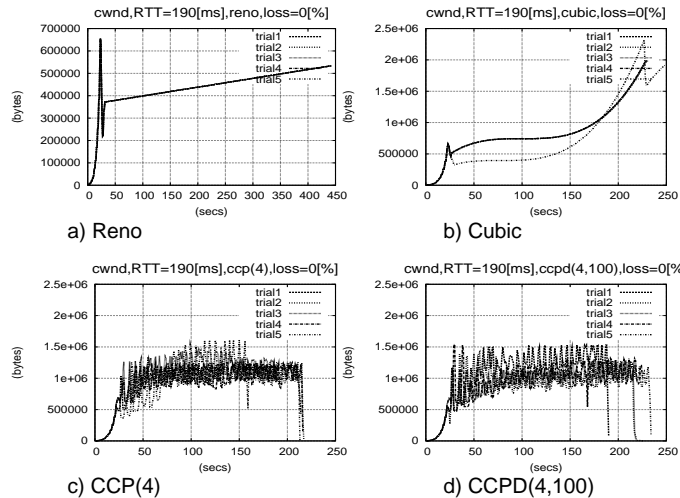 cwnd,RTT=190[ms],reno,loss=0[%]
700000
600000
500000
400000
300000
200000
100000
0
(bytes)
trial1
trial2
trial3
trial4
trial5
0 50 100 150 200 250 300 350 400 450
(secs)
a) Reno
cwnd,RTT=190[ms],cubic,loss=0[%]
2.5e+06
2e+06
1.5e+06
1e+06
500000
0
(bytes)
trial1
trial2
trial3
trial4
trial5
0 50 100 150 200 250
(secs)
b) Cubic
cwnd,RTT=190[ms],ccp(4),loss=0[%]
2.5e+06
2e+06
1.5e+06
1e+06
500000
0
(bytes)
trial1
trial2
trial3
trial4
trial5
0 50 100 150 200 250
(secs)
c) CCP(4)
cwnd,RTT=190[ms],ccpd(4,100),loss=0[%]
2.5e+06
2e+06
1.5e+06
1e+06
500000
0
(bytes)
trial1
trial2
trial3
trial4
trial5
0 50 100 150 200 250
(secs)
d) CCPD(4,100)